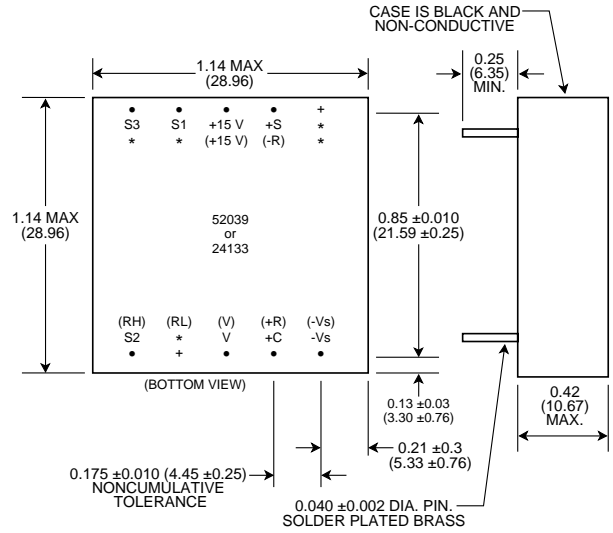 CASE IS BLACK AND
NON-CONDUCTIVE
1.14 MAX
(28.96)
0.25
(6.35)
MIN.
• • • • +
S3 S1 +15 V +S *
* * (+15 V) (-R) *
1.14 MAX
(28.96)
52039
or
24133
0.85 ±0.010
(21.59 ±0.25)
(RH) (RL) (V) (+R) (-Vs)
S2 * V +C -Vs
• + • • •
(BOTTOM VIEW)
0.13 ±0.03
(3.30 ±0.76)
0.42
(10.67)
MAX.
0.21 ±0.3
(5.33 ±0.76)
0.175 ±0.010 (4.45 ±0.25)
NONCUMULATIVE
TOLERANCE
0.040 ±0.002 DIA. PIN.
SOLDER PLATED BRASS